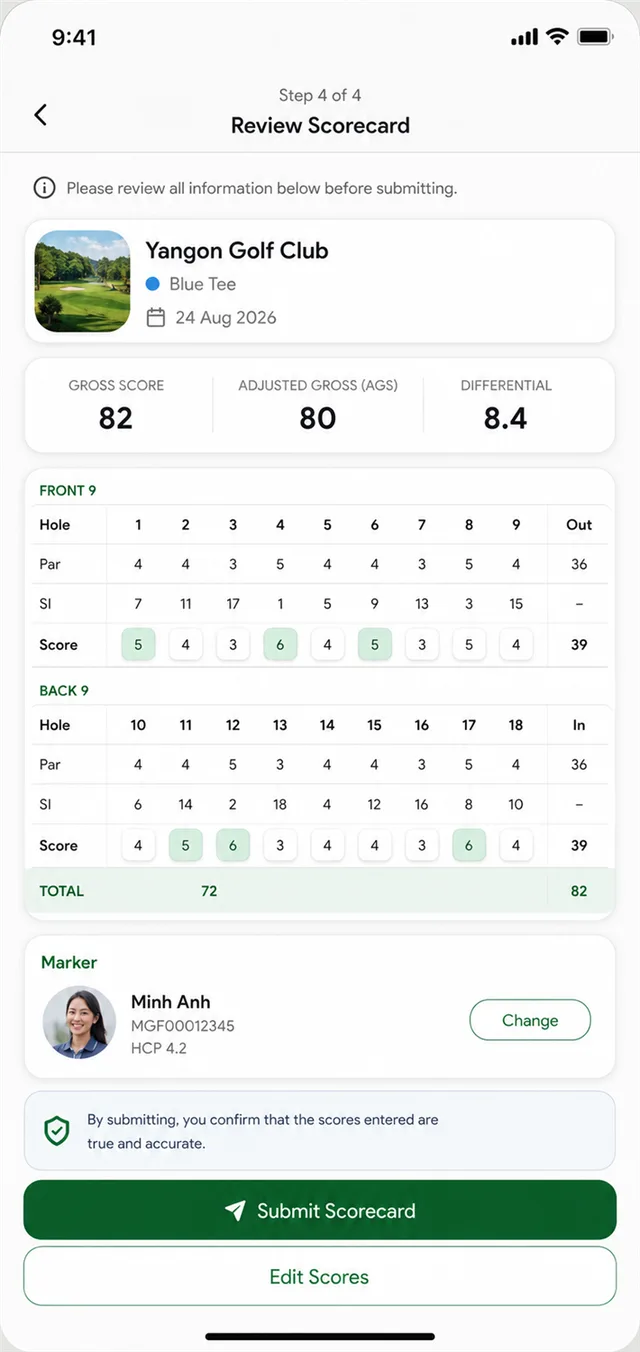 9:41
Step 4 of 4
Review Scorecard
Please review all information below before submitting.
Yangon Golf Club
Blue Tee
24 Aug 2026
GROSS SCORE ADJUSTED GROSS (AGS) DIFFERENTIAL
82 80 8.4
FRONT 9
Hole 1 2 3 4 5 6 7 8 9 Out
Par 4 4 3 5 4 4 3 5 4 36
SI 7 11 17 1 5 9 13 3 15 –
Score 5 4 3 6 4 5 3 5 4 39
BACK 9
Hole 10 11 12 13 14 15 16 17 18 In
Par 4 4 5 3 4 4 3 5 4 36
SI 6 14 2 18 4 12 16 8 10 –
Score 4 5 6 3 4 4 3 6 4 39
TOTAL 72 82
Marker
Minh Anh
MGF00012345
HCP 4.2
Change
By submitting, you confirm that the scores entered are
true and accurate.
Submit Scorecard
Edit Scores